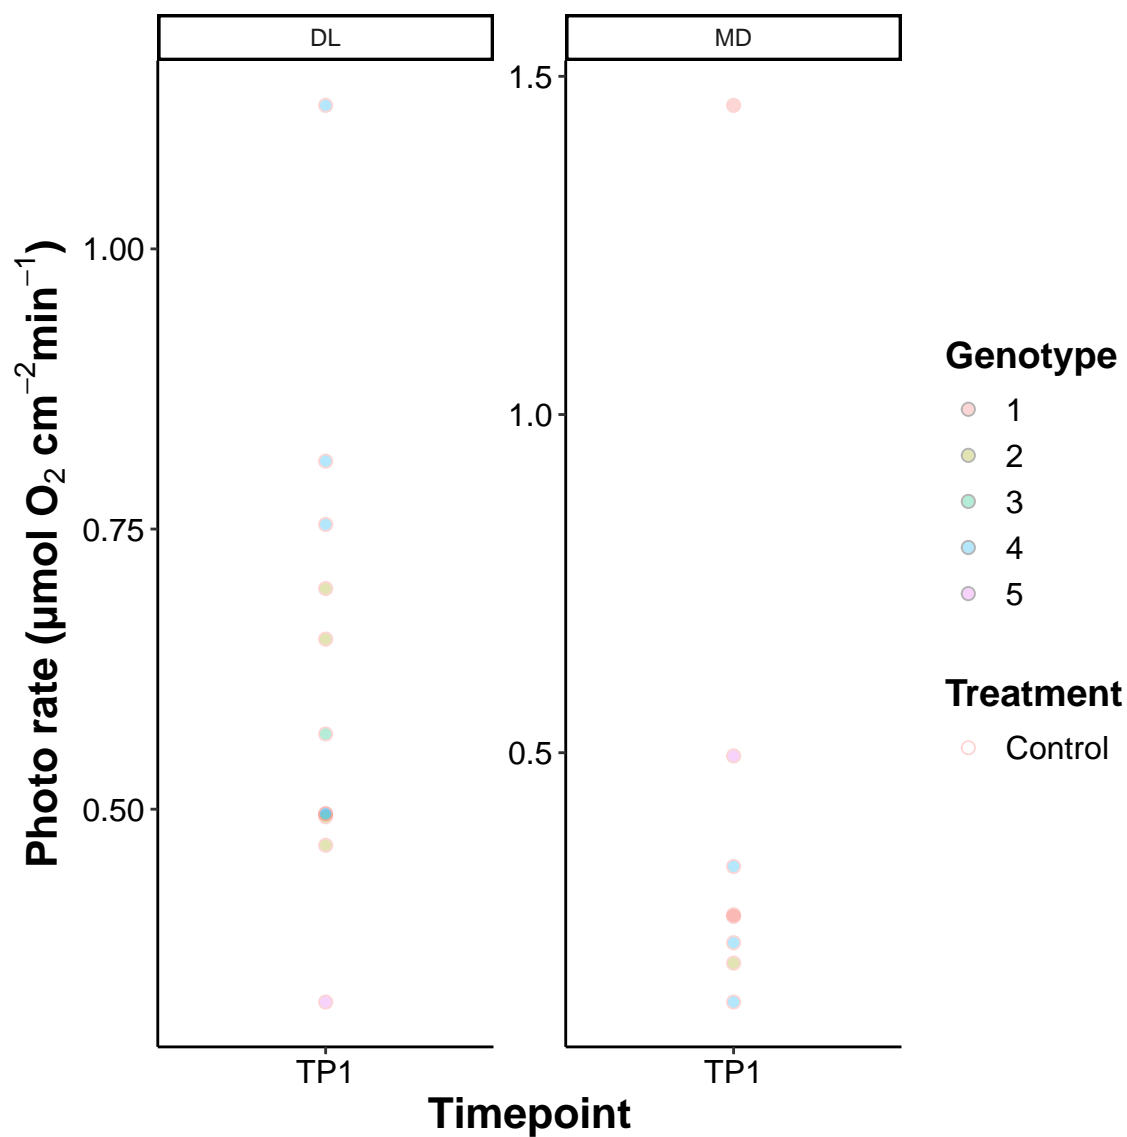 DL
MD
Photo rate (µmol O₂ cm⁻²min⁻¹)
1.00
0.75
0.50
1.5
1.0
0.5
TP1
TP1
Timepoint
Genotype
1
2
3
4
5
Treatment
Control